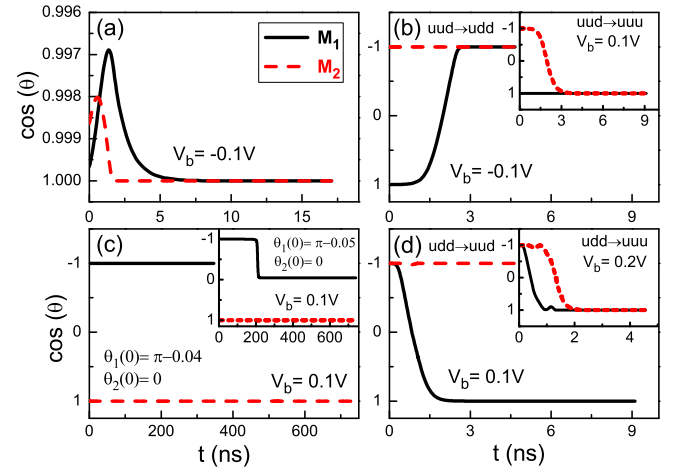 0.996
0.997
0.998
0.999
1.000
cos (θ)
(a)
M1
M2
Vb= -0.1V
0 5 10 15
(b)
uud→udd
-1
0
1
Vb= -0.1V
0 3 6 9
uud→uuu
Vb= 0.1V
-1
0
1
0 3 6 9
(c)
-1
0
1
cos (θ)
θ1(0)= π−0.04
θ2(0)= 0
Vb= 0.1V
0 200 400 600
t (ns)
θ1(0)= π−0.05
θ2(0)= 0
Vb= 0.1V
-1
0
1
0 200 400 600
(d)
udd→uud
-1
0
1
Vb= 0.1V
0 3 6 9
t (ns)
udd→uuu
Vb= 0.2V
-1
0
1
0 2 4